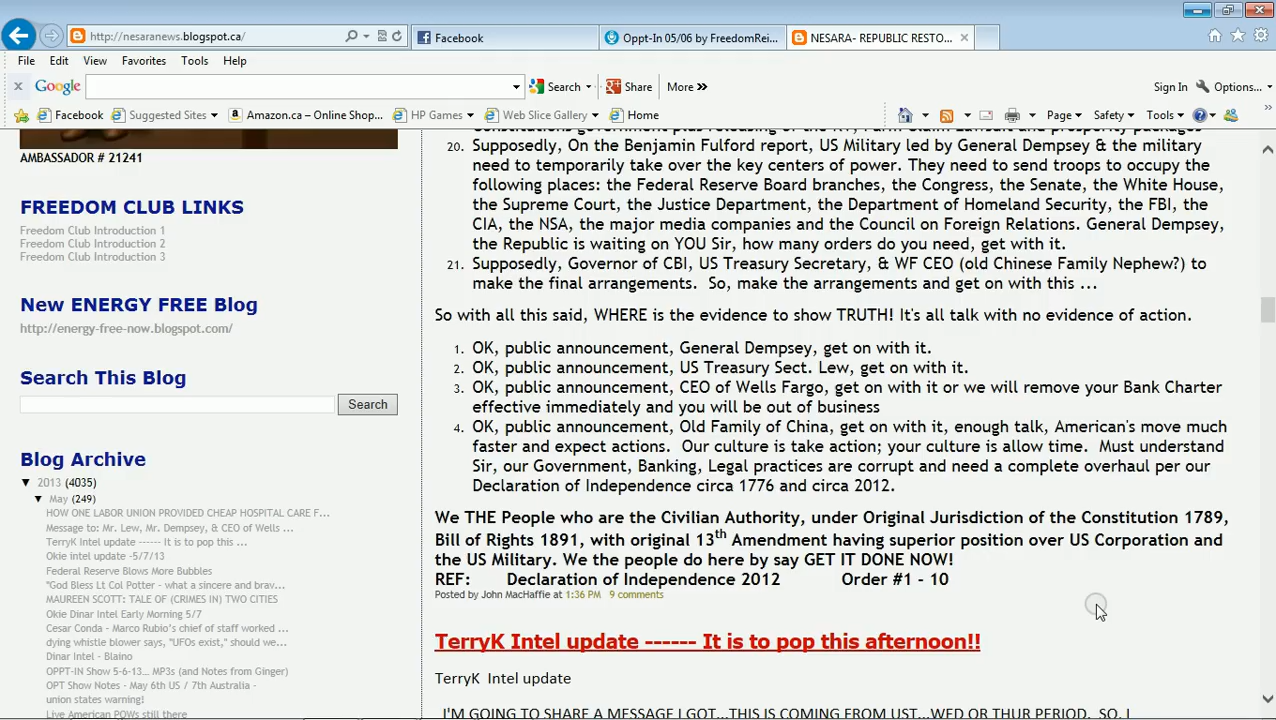 http://nesaranews.blogspot.ca/
Facebook
Oppt-In 05/06 by FreedomRei...
NESARA- REPUBLIC RESTO...
File Edit View Favorites Tools Help
Google
Search
Share
More »
Sign In
Options...
Facebook
Suggested Sites
Amazon.ca – Online Shop...
HP Games
Web Slice Gallery
Home
Page
Safety
Tools
AMBASSADOR # 21241
FREEDOM CLUB LINKS
Freedom Club Introduction 1
Freedom Club Introduction 2
Freedom Club Introduction 3
New ENERGY FREE Blog
http://energy-free-now.blogspot.com/
Search This Blog
Search
Blog Archive
▼ 2013 (4035)
▼ May (249)
HOW ONE LABOR UNION PROVIDED CHEAP HOSPITAL CARE F...
Message to: Mr. Lew, Mr. Dempsey, & CEO of Wells ...
TerryK Intel update ------ It is to pop this ...
Okie intel update -5/7/13
Federal Reserve Blows More Bubbles
"God Bless Lt Col Potter - what a sincere and brav...
MAUREEN SCOTT: TALE OF (CRIMES IN) TWO CITIES
Okie Dinar Intel Early Morning 5/7
Cesar Conda - Marco Rubio's chief of staff worked ...
dying whistle blower says, "UFOs exist," should we...
Dinar Intel - Blaino
OPPT-IN Show 5-6-13... MP3s (and Notes from Ginger)
OPT Show Notes - May 6th US / 7th Australia -
union states warning!
Live American POWs still there
20. Supposedly, On the Benjamin Fulford report, US Military led by General Dempsey & the military
need to temporarily take over the key centers of power. They need to send troops to occupy the
following places: the Federal Reserve Board branches, the Congress, the Senate, the White House,
the Supreme Court, the Justice Department, the Department of Homeland Security, the FBI, the
CIA, the NSA, the major media companies and the Council on Foreign Relations. General Dempsey,
the Republic is waiting on YOU Sir, how many orders do you need, get with it.
21. Supposedly, Governor of CBI, US Treasury Secretary, & WF CEO (old Chinese Family Nephew?) to
make the final arrangements. So, make the arrangements and get on with this ...
So with all this said, WHERE is the evidence to show TRUTH! It's all talk with no evidence of action.
1. OK, public announcement, General Dempsey, get on with it.
2. OK, public announcement, US Treasury Sect. Lew, get on with it.
3. OK, public announcement, CEO of Wells Fargo, get on with it or we will remove your Bank Charter
effective immediately and you will be out of business
4. OK, public announcement, Old Family of China, get on with it, enough talk, American's move much
faster and expect actions. Our culture is take action; your culture is allow time. Must understand
Sir, our Government, Banking, Legal practices are corrupt and need a complete overhaul per our
Declaration of Independence circa 1776 and circa 2012.
We THE People who are the Civilian Authority, under Original Jurisdiction of the Constitution 1789,
Bill of Rights 1891, with original 13th Amendment having superior position over US Corporation and
the US Military. We the people do here by say GET IT DONE NOW!
REF: Declaration of Independence 2012 Order #1 - 10
Posted by John MacHaffie at 1:36 PM 9 comments
TerryK Intel update ------ It is to pop this afternoon!!
TerryK Intel update
I'M GOING TO SHARE A MESSAGE I GOT...THIS IS COMING FROM UST...WED OR THUR PERIOD. SO, I